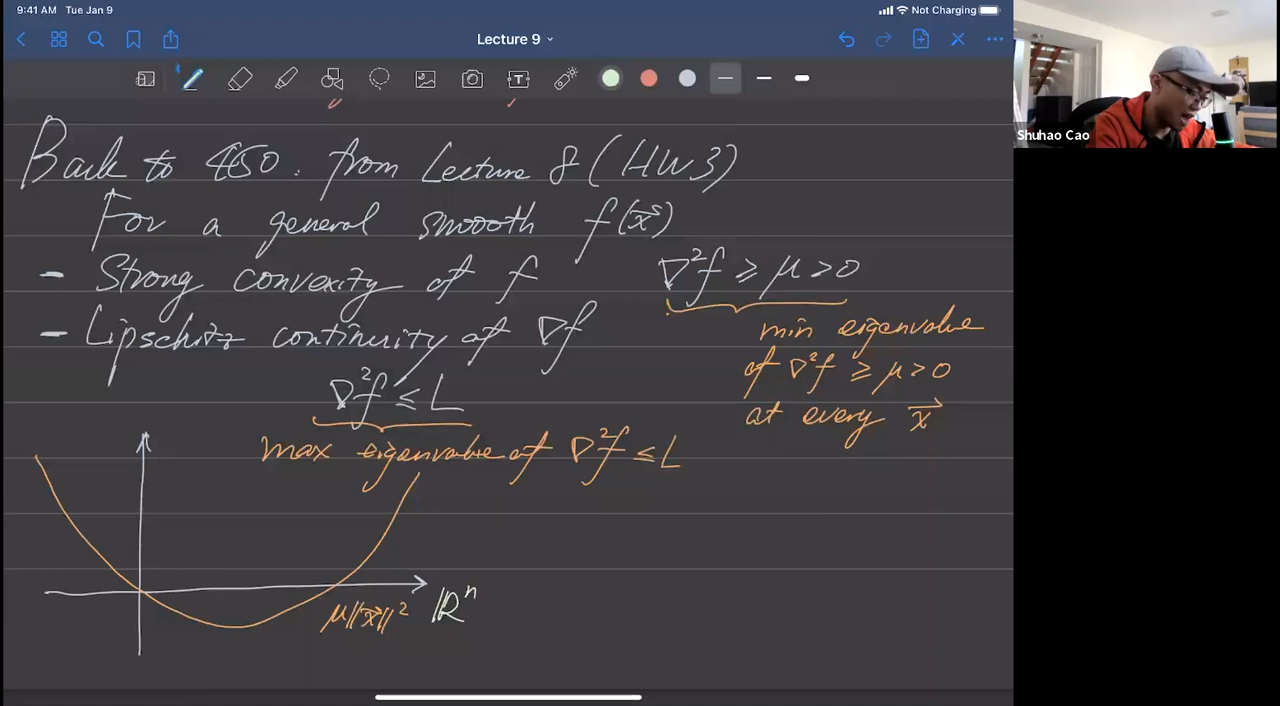 9:41 AM Tue Jan 9
Not Charging
Lecture 9
Shuhao Cao
Back to 450. from Lecture 8 (HW3)
For a general smooth f(x⃗)
- Strong convexity of f ∇²f ≥ μ > 0
min eigenvalue
of ∇²f ≥ μ > 0
at every x⃗
- Lipschitz continuity of ∇f
∇²f ≤ L
max eigenvalue of ∇²f ≤ L
μ||x⃗||²
ℝⁿ